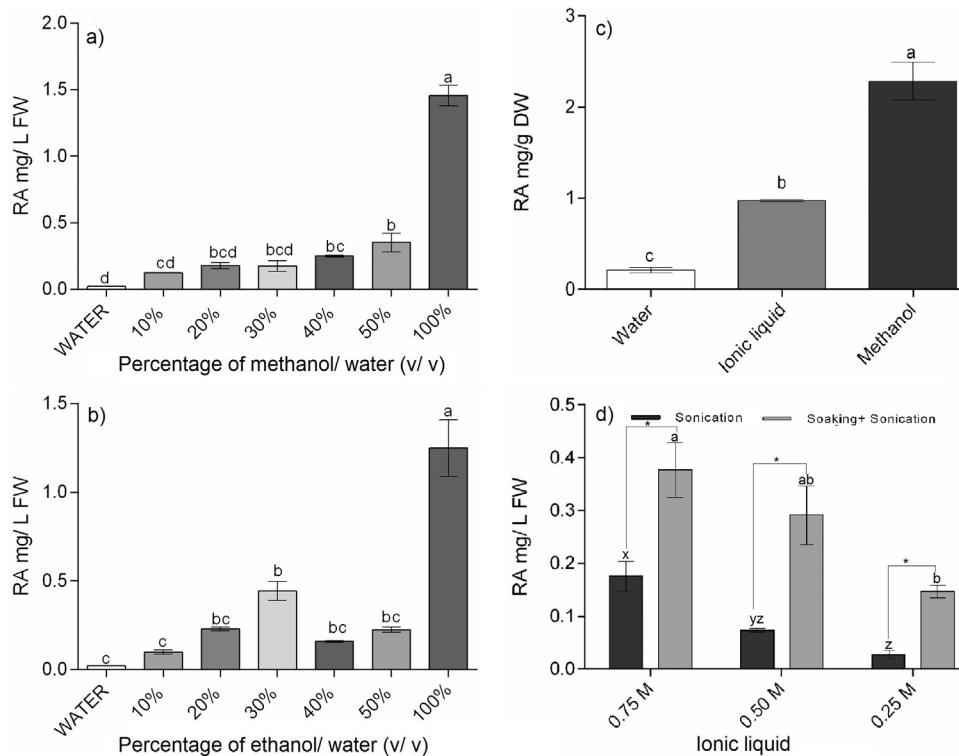 a)
RA mg/ L FW
2.0
1.5
1.0
0.5
0.0
d
cd
bcd
bcd
bc
b
a
WATER
10%
20%
30%
40%
50%
100%
Percentage of methanol/ water (v/ v)
c)
RA mg/g DW
3
2
1
0
c
b
a
Water
Ionic liquid
Methanol
b)
RA mg/ L FW
1.5
1.0
0.5
0.0
c
c
bc
b
bc
bc
a
WATER
10%
20%
30%
40%
50%
100%
Percentage of ethanol/ water (v/ v)
d)
Sonication
Soaking+ Sonication
RA mg/ L FW
0.5
0.4
0.3
0.2
0.1
0.0
*
x
a
*
yz
ab
*
z
b
0.75 M
0.50 M
0.25 M
Ionic liquid